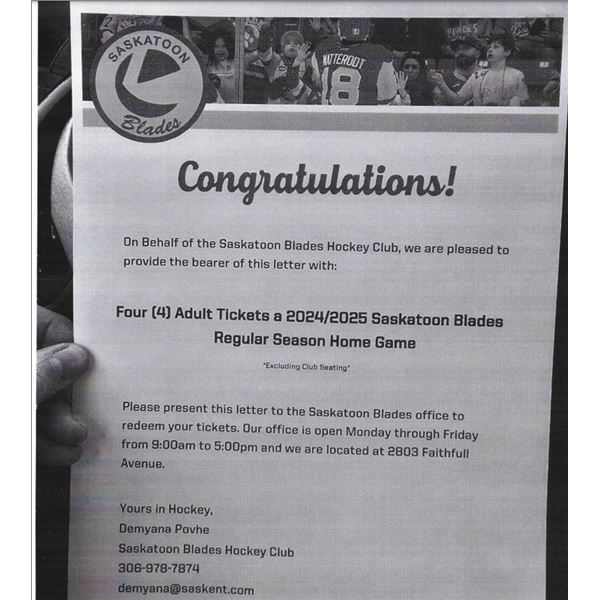 SASKATOON
Blades
BLADES
WATTEROOT
18
Congratulations!
On Behalf of the Saskatoon Blades Hockey Club, we are pleased to
provide the bearer of this letter with:
Four (4) Adult Tickets a 2024/2025 Saskatoon Blades
Regular Season Home Game
*Excluding Club Seating*
Please present this letter to the Saskatoon Blades office to
redeem your tickets. Our office is open Monday through Friday
from 9:00am to 5:00pm and we are located at 2803 Faithfull
Avenue.
Yours in Hockey,
Demyana Povhe
Saskatoon Blades Hockey Club
306-978-7874
demyana@saskent.com